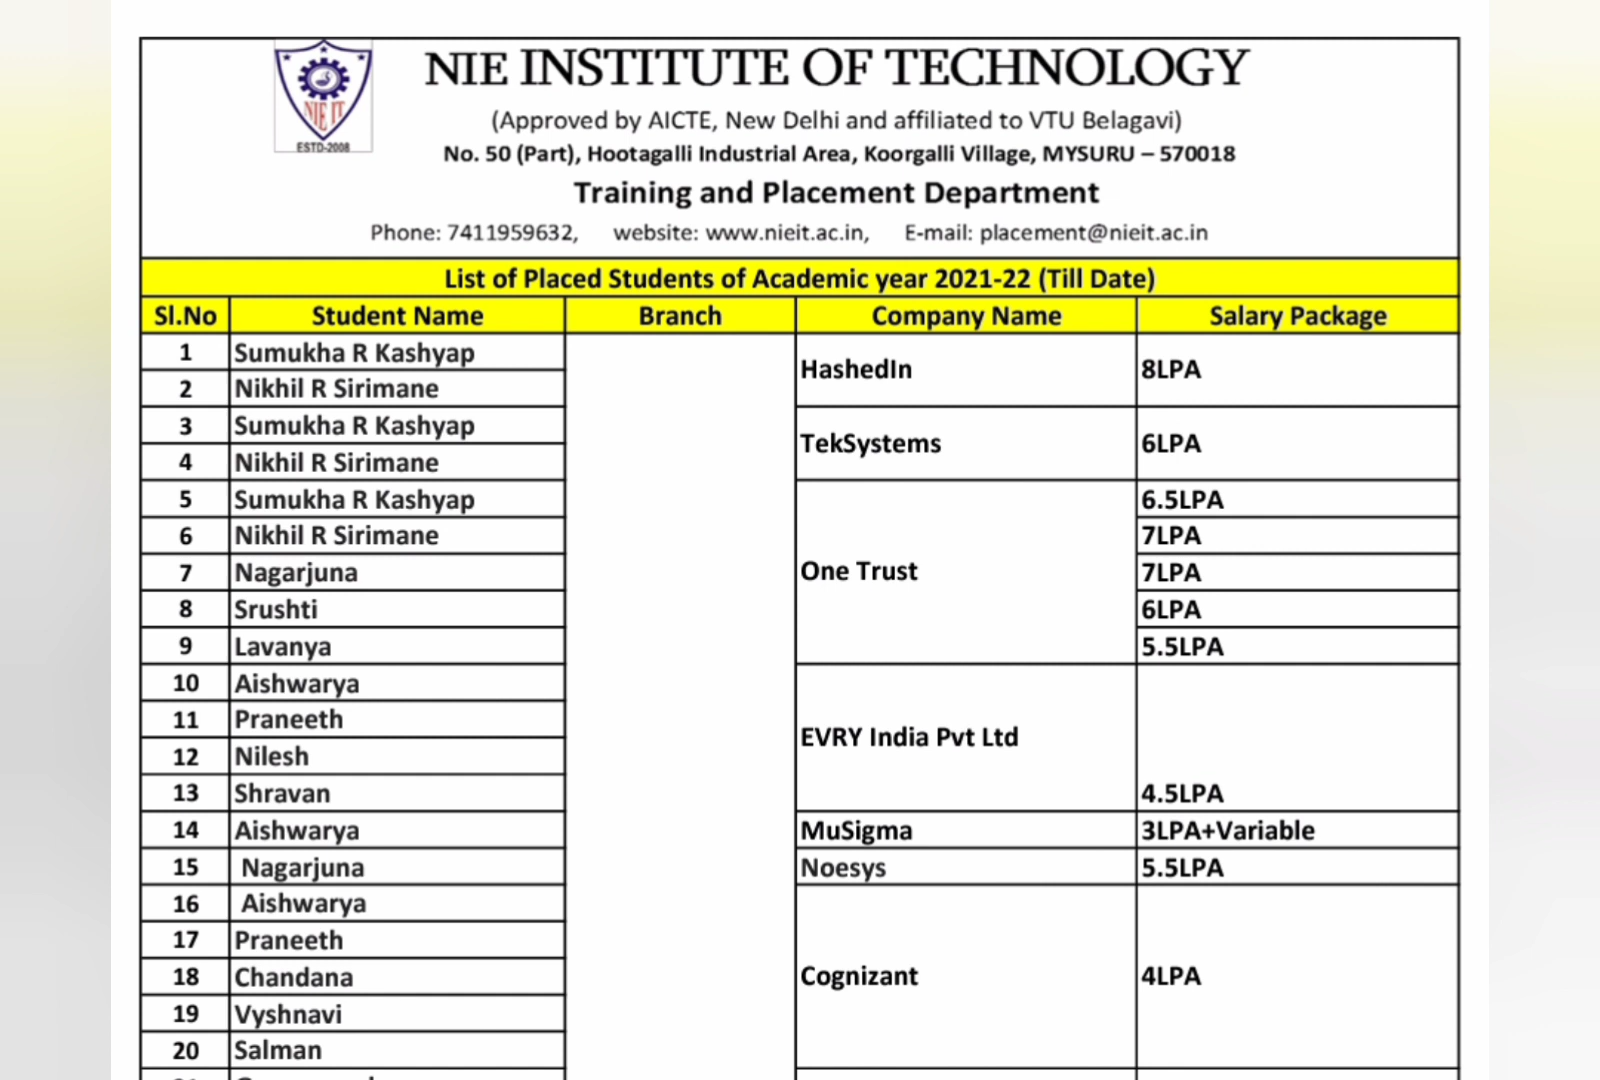 NIE IT
ESTD-2008
NIE INSTITUTE OF TECHNOLOGY
(Approved by AICTE, New Delhi and affiliated to VTU Belagavi)
No. 50 (Part), Hootagalli Industrial Area, Koorgalli Village, MYSURU – 570018
Training and Placement Department
Phone: 7411959632, website: www.nieit.ac.in, E-mail: placement@nieit.ac.in
List of Placed Students of Academic year 2021-22 (Till Date)
Sl.No Student Name Branch Company Name Salary Package
1 Sumukha R Kashyap
HashedIn 8LPA
2 Nikhil R Sirimane
3 Sumukha R Kashyap
TekSystems 6LPA
4 Nikhil R Sirimane
5 Sumukha R Kashyap 6.5LPA
6 Nikhil R Sirimane 7LPA
7 Nagarjuna One Trust 7LPA
8 Srushti 6LPA
9 Lavanya 5.5LPA
10 Aishwarya
11 Praneeth
EVRY India Pvt Ltd
12 Nilesh
13 Shravan 4.5LPA
14 Aishwarya MuSigma 3LPA+Variable
15 Nagarjuna Noesys 5.5LPA
16 Aishwarya
17 Praneeth
18 Chandana Cognizant 4LPA
19 Vyshnavi
20 Salman